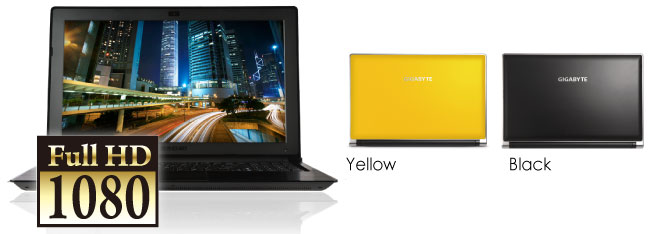 Full HD
1080
GIGABYTE
GIGABYTE
Yellow
Black